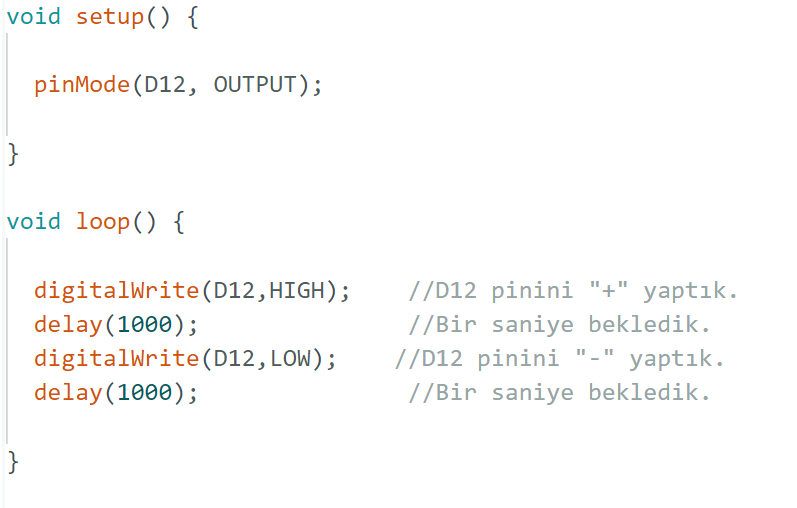 void setup() {
pinMode(D12, OUTPUT);
}
void loop() {
digitalWrite(D12,HIGH);    //D12 pinini "+" yaptık.
delay(1000);               //Bir saniye bekledik.
digitalWrite(D12,LOW);    //D12 pinini "-" yaptık.
delay(1000);               //Bir saniye bekledik.
}